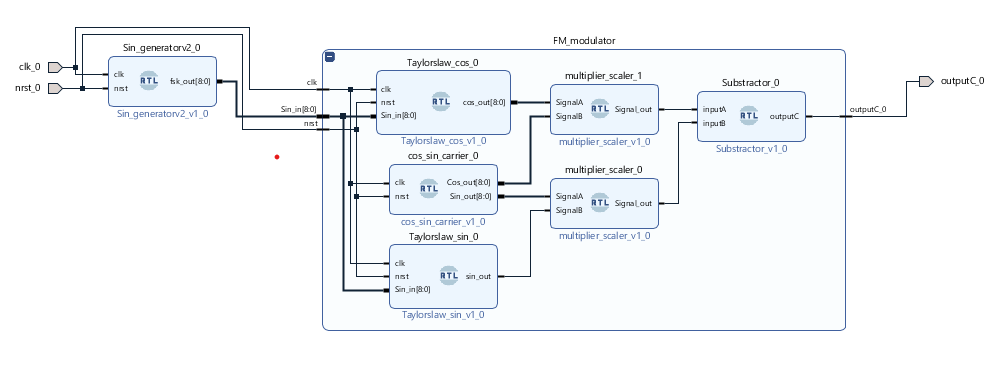 clk_0
nrst_0
Sin_generatorv2_0
clk
nrst
RTL
fsk_out[8:0]
Sin_generatorv2_v1_0
FM_modulator
clk
Sin_in[8:0]
nrst
Taylorslaw_cos_0
clk
nrst
Sin_in[8:0]
RTL
cos_out[8:0]
Taylorslaw_cos_v1_0
cos_sin_carrier_0
clk
nrst
RTL
Cos_out[8:0]
Sin_out[8:0]
cos_sin_carrier_v1_0
Taylorslaw_sin_0
clk
nrst
Sin_in[8:0]
RTL
sin_out
Taylorslaw_sin_v1_0
multiplier_scaler_1
SignalA
SignalB
RTL
Signal_out
multiplier_scaler_v1_0
multiplier_scaler_0
SignalA
SignalB
RTL
Signal_out
multiplier_scaler_v1_0
Substractor_0
inputA
inputB
RTL
outputC
Substractor_v1_0
outputC_0
outputC_0